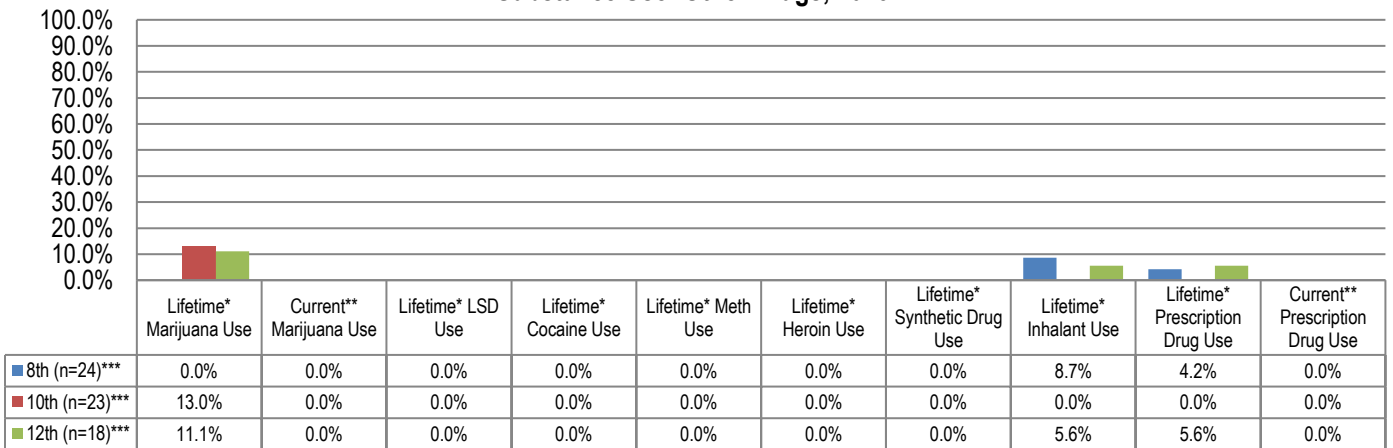 100.0%
90.0%
80.0%
70.0%
60.0%
50.0%
40.0%
30.0%
20.0%
10.0%
0.0%
Lifetime* Marijuana Use
Current** Marijuana Use
Lifetime* LSD Use
Lifetime* Cocaine Use
Lifetime* Meth Use
Lifetime* Heroin Use
Lifetime* Synthetic Drug Use
Lifetime* Inhalant Use
Lifetime* Prescription Drug Use
Current** Prescription Drug Use
8th (n=24)*** 0.0% 0.0% 0.0% 0.0% 0.0% 0.0% 0.0% 8.7% 4.2% 0.0%
10th (n=23)*** 13.0% 0.0% 0.0% 0.0% 0.0% 0.0% 0.0% 0.0% 0.0% 0.0%
12th (n=18)*** 11.1% 0.0% 0.0% 0.0% 0.0% 0.0% 0.0% 5.6% 5.6% 0.0%